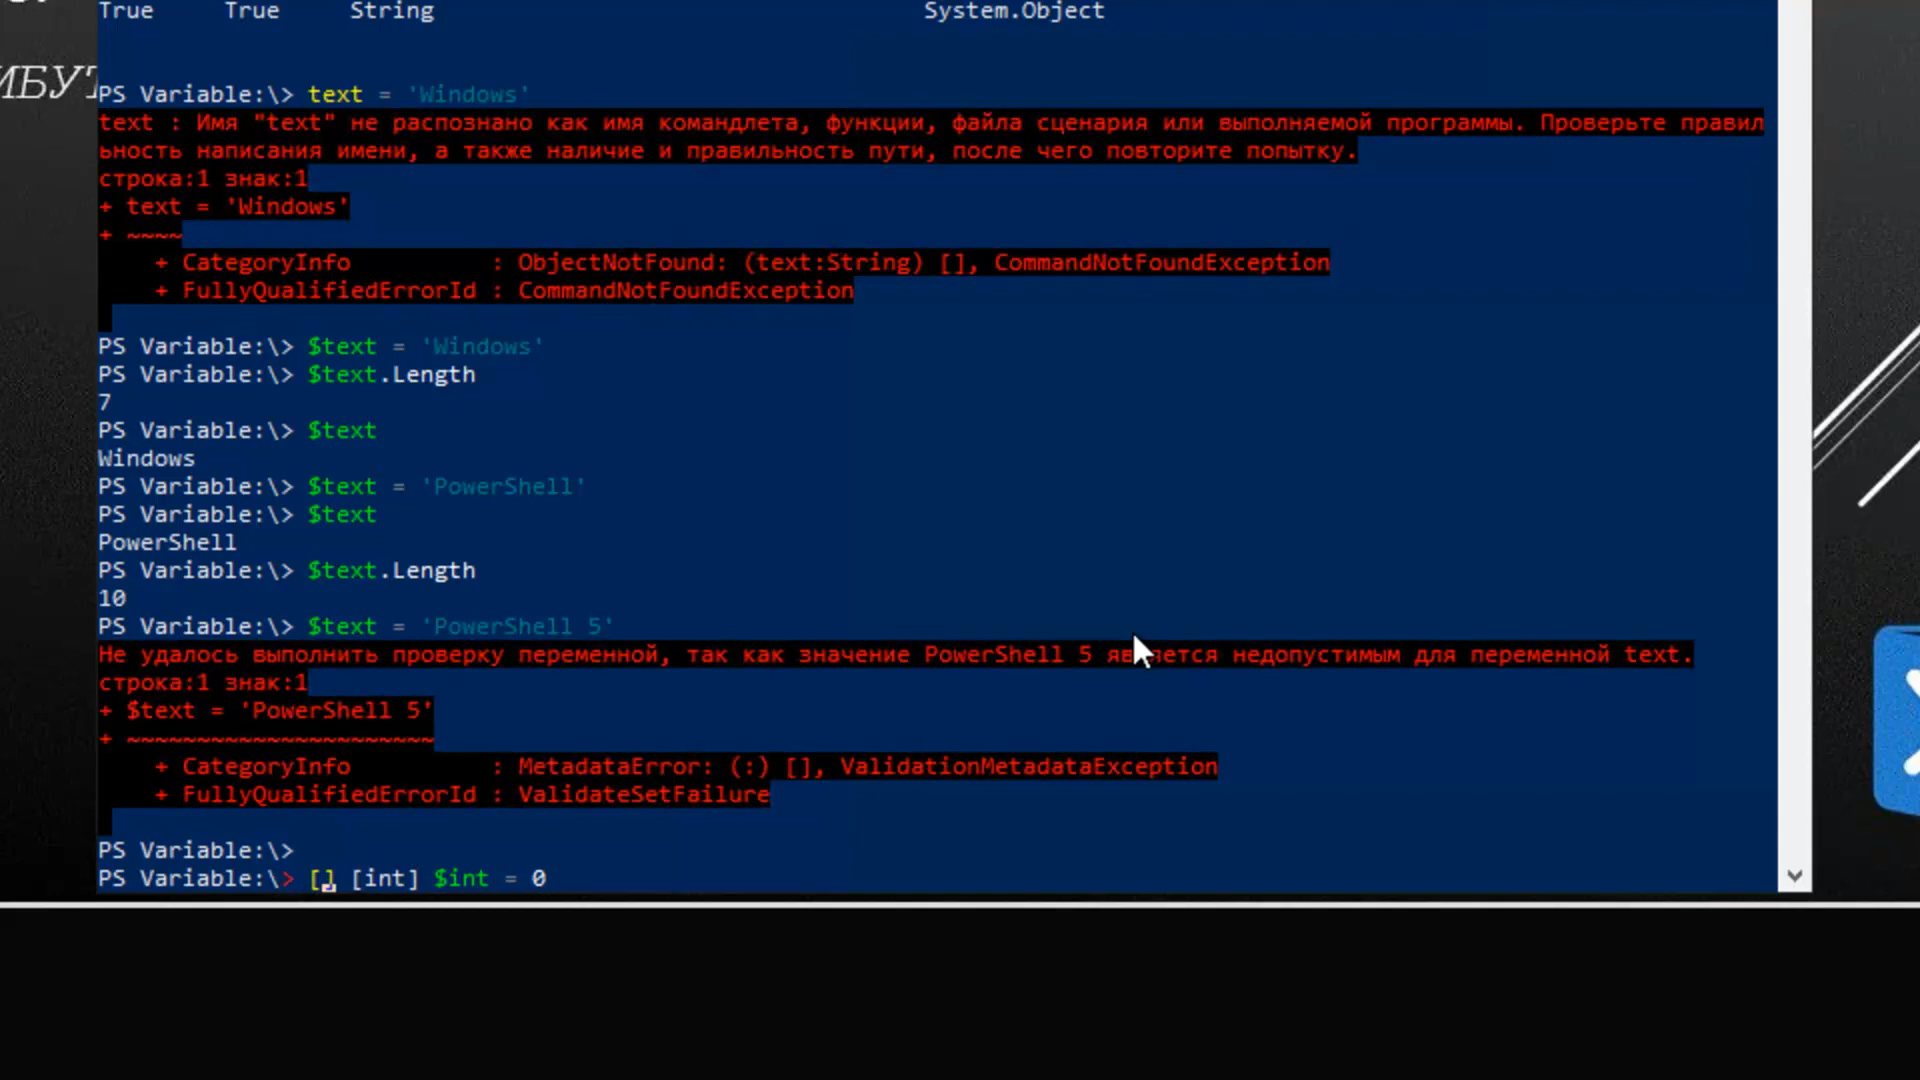 True True String System.Object
ИБУТ
PS Variable:\> text = 'Windows'
text : Имя "text" не распознано как имя командлета, функции, файла сценария или выполняемой программы. Проверьте правил
ьность написания имени, а также наличие и правильность пути, после чего повторите попытку.
строка:1 знак:1
+ text = 'Windows'
+ ~~~~
+ CategoryInfo : ObjectNotFound: (text:String) [], CommandNotFoundException
+ FullyQualifiedErrorId : CommandNotFoundException
PS Variable:\> $text = 'Windows'
PS Variable:\> $text.Length
7
PS Variable:\> $text
Windows
PS Variable:\> $text = 'PowerShell'
PS Variable:\> $text
PowerShell
PS Variable:\> $text.Length
10
PS Variable:\> $text = 'PowerShell 5'
Не удалось выполнить проверку переменной, так как значение PowerShell 5 является недопустимым для переменной text.
строка:1 знак:1
+ $text = 'PowerShell 5'
+ ~~~~~~~~~~~~~~~~~~~~~~
+ CategoryInfo : MetadataError: (:) [], ValidationMetadataException
+ FullyQualifiedErrorId : ValidateSetFailure
PS Variable:\>
PS Variable:\> [] [int] $int = 0